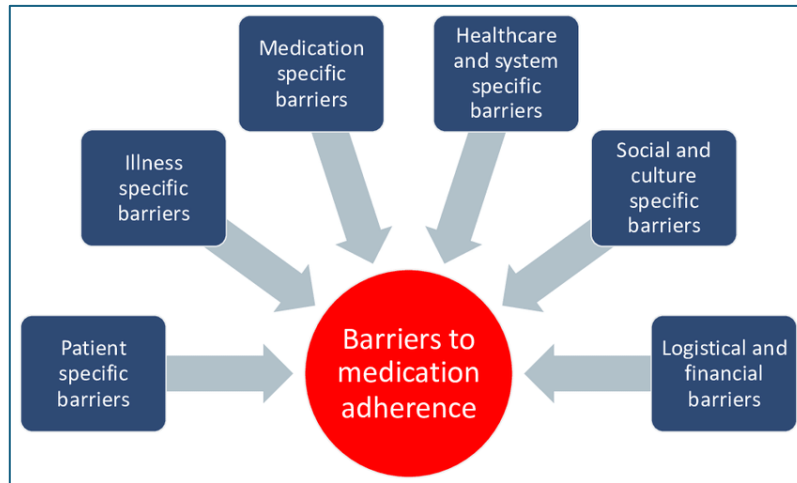 Patient
specific
barriers
Illness
specific
barriers
Medication
specific
barriers
Healthcare
and system
specific
barriers
Social and
culture
specific
barriers
Logistical and
financial
barriers
Barriers to
medication
adherence